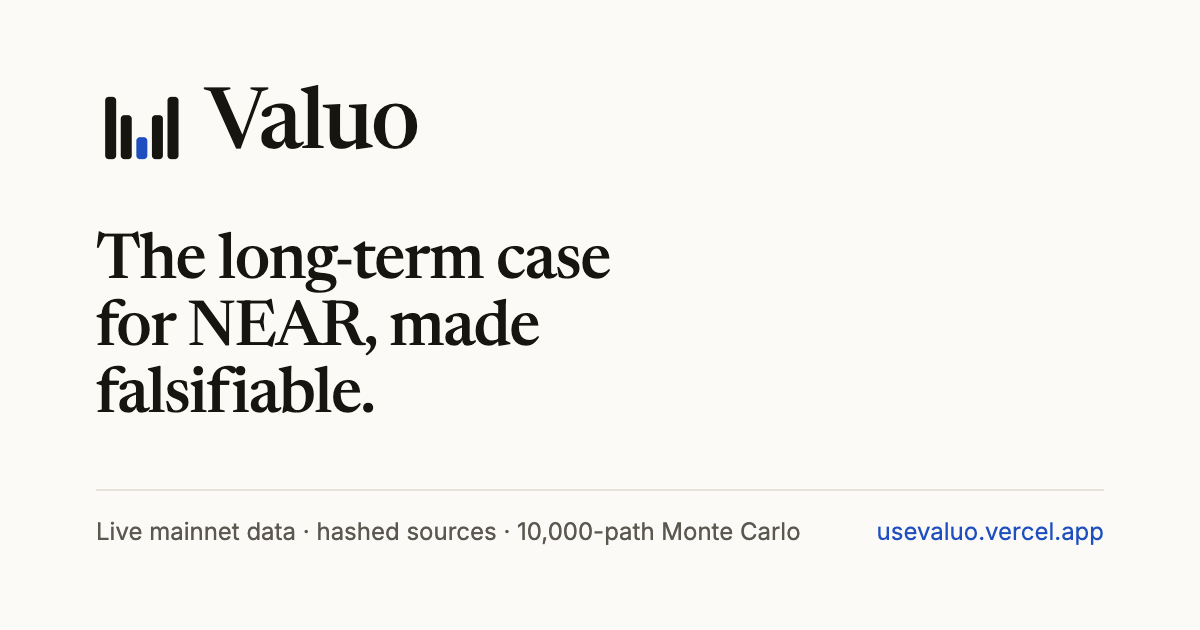 Valuo
The long-term case
for NEAR, made
falsifiable.
Live mainnet data · hashed sources · 10,000-path Monte Carlo
usevaluo.vercel.app